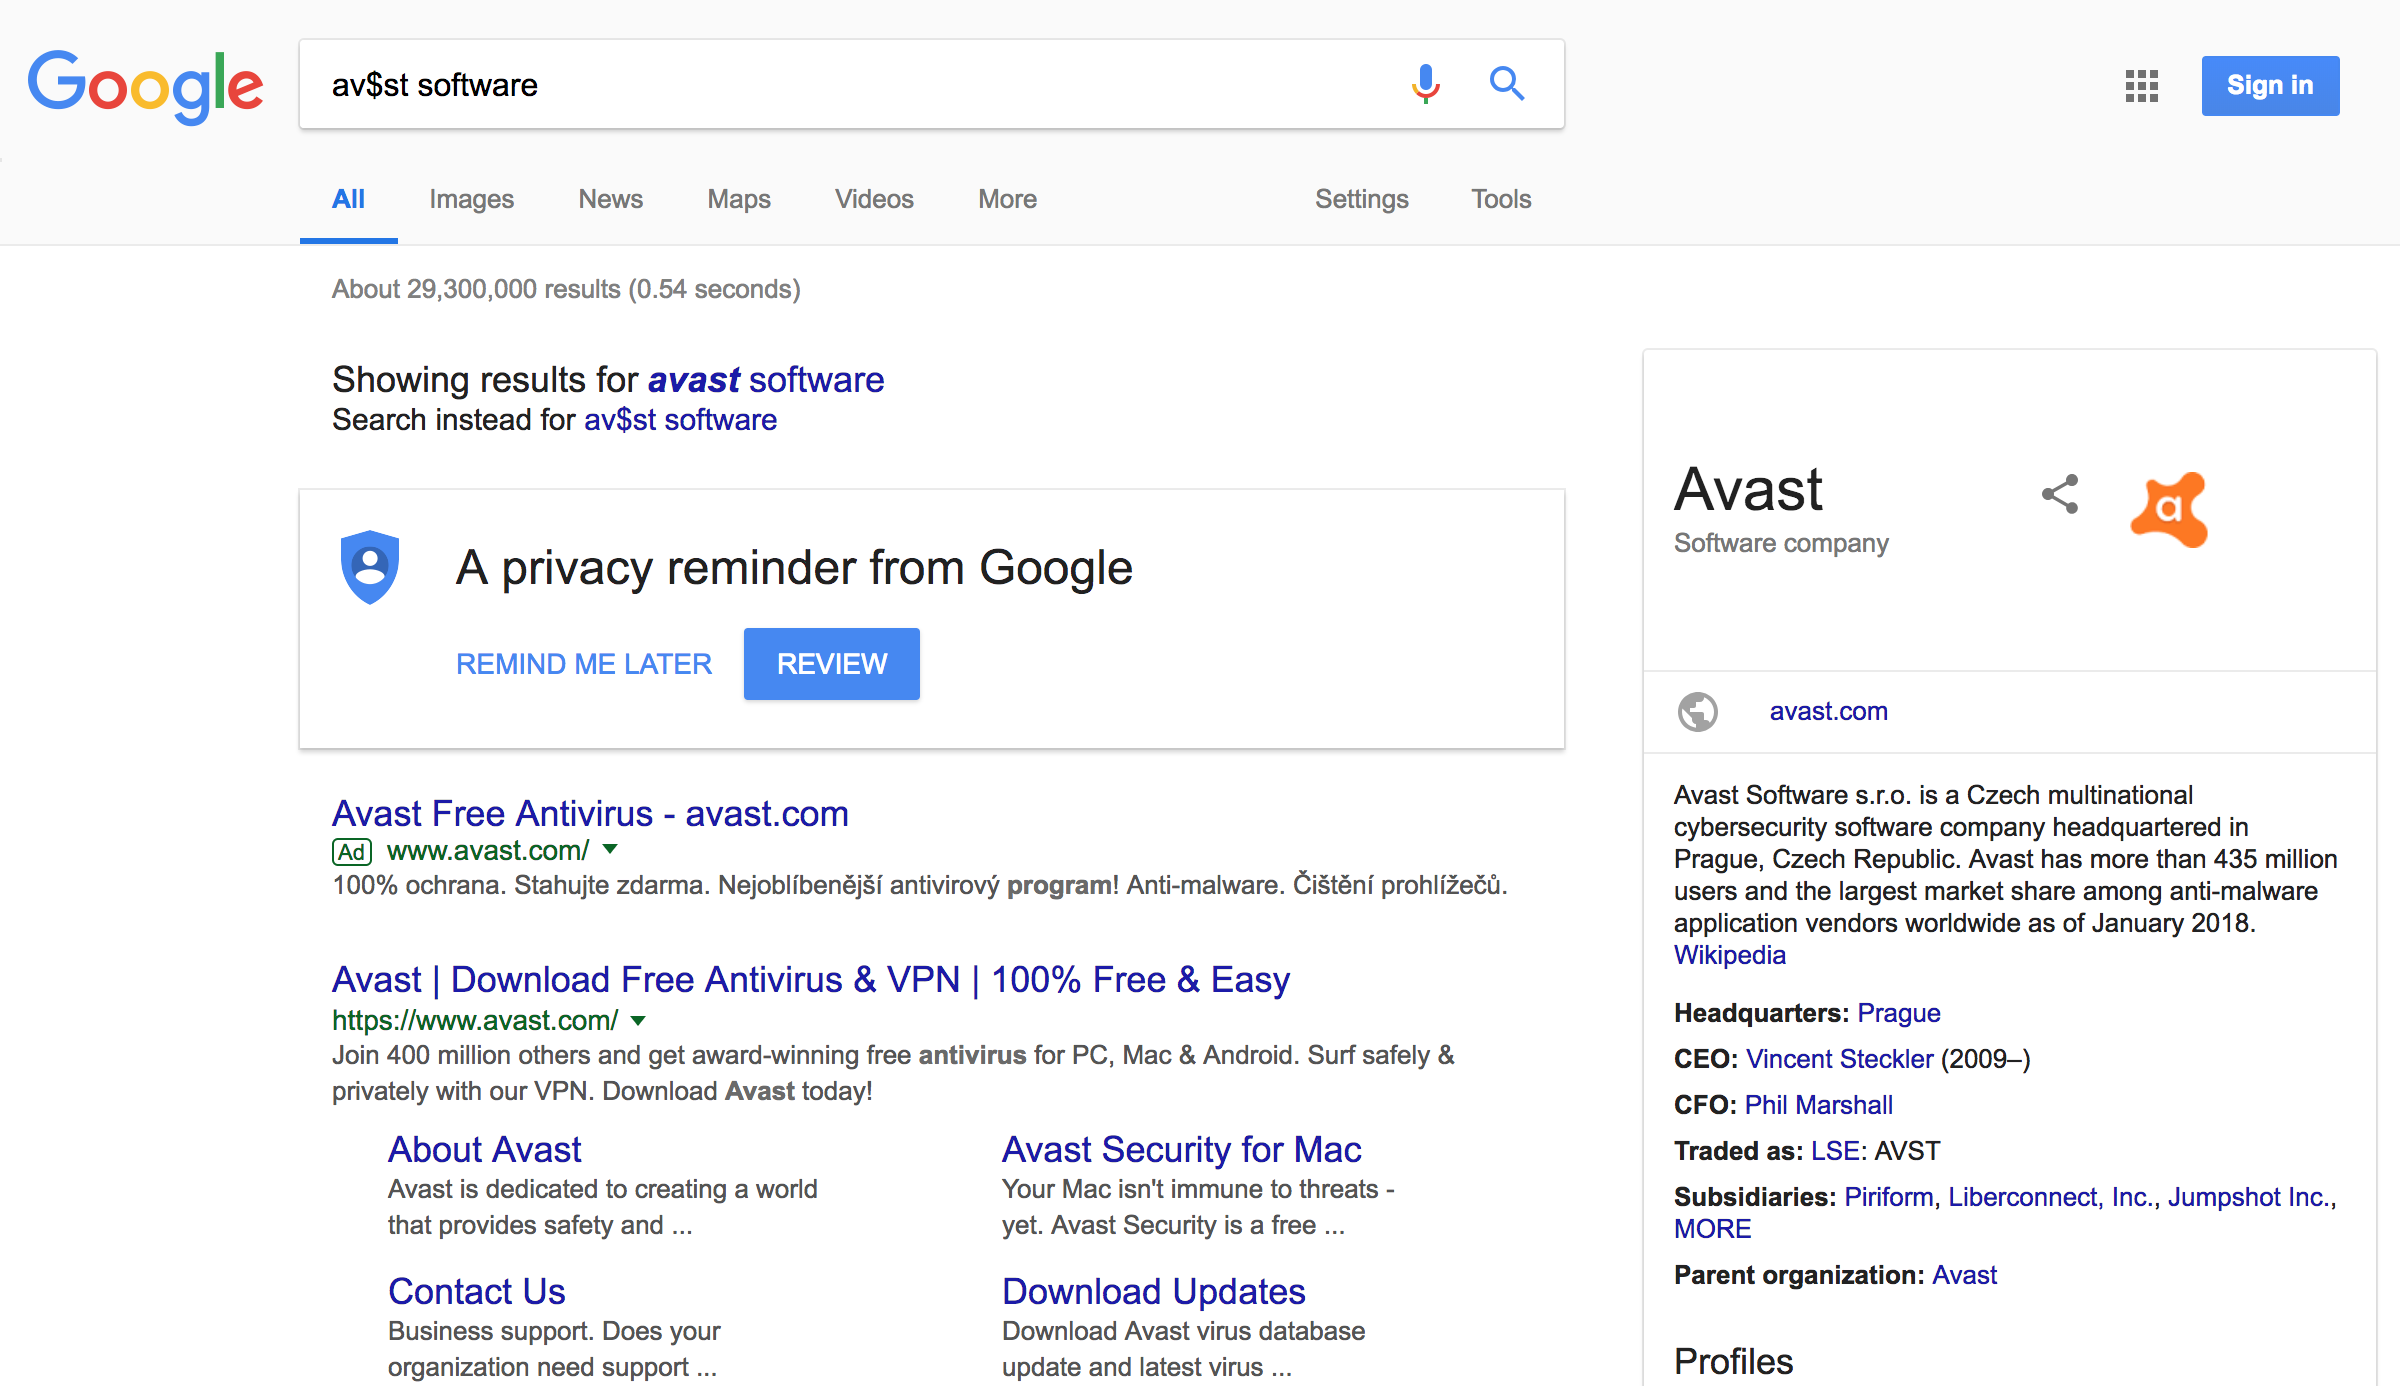 Google
av$st software
Sign in
All Images News Maps Videos More Settings Tools
About 29,300,000 results (0.54 seconds)
Showing results for avast software
Search instead for av$st software
A privacy reminder from Google
REMIND ME LATER REVIEW
Avast Free Antivirus - avast.com
Ad www.avast.com/
100% ochrana. Stahujte zdarma. Nejoblíbenější antivirový program! Anti-malware. Čištění prohlížečů.
Avast | Download Free Antivirus & VPN | 100% Free & Easy
https://www.avast.com/
Join 400 million others and get award-winning free antivirus for PC, Mac & Android. Surf safely &
privately with our VPN. Download Avast today!
About Avast
Avast is dedicated to creating a world
that provides safety and ...
Avast Security for Mac
Your Mac isn't immune to threats -
yet. Avast Security is a free ...
Contact Us
Business support. Does your
organization need support ...
Download Updates
Download Avast virus database
update and latest virus ...
Avast
Software company
a
avast.com
Avast Software s.r.o. is a Czech multinational
cybersecurity software company headquartered in
Prague, Czech Republic. Avast has more than 435 million
users and the largest market share among anti-malware
application vendors worldwide as of January 2018.
Wikipedia
Headquarters: Prague
CEO: Vincent Steckler (2009–)
CFO: Phil Marshall
Traded as: LSE: AVST
Subsidiaries: Piriform, Liberconnect, Inc., Jumpshot Inc.,
MORE
Parent organization: Avast
Profiles